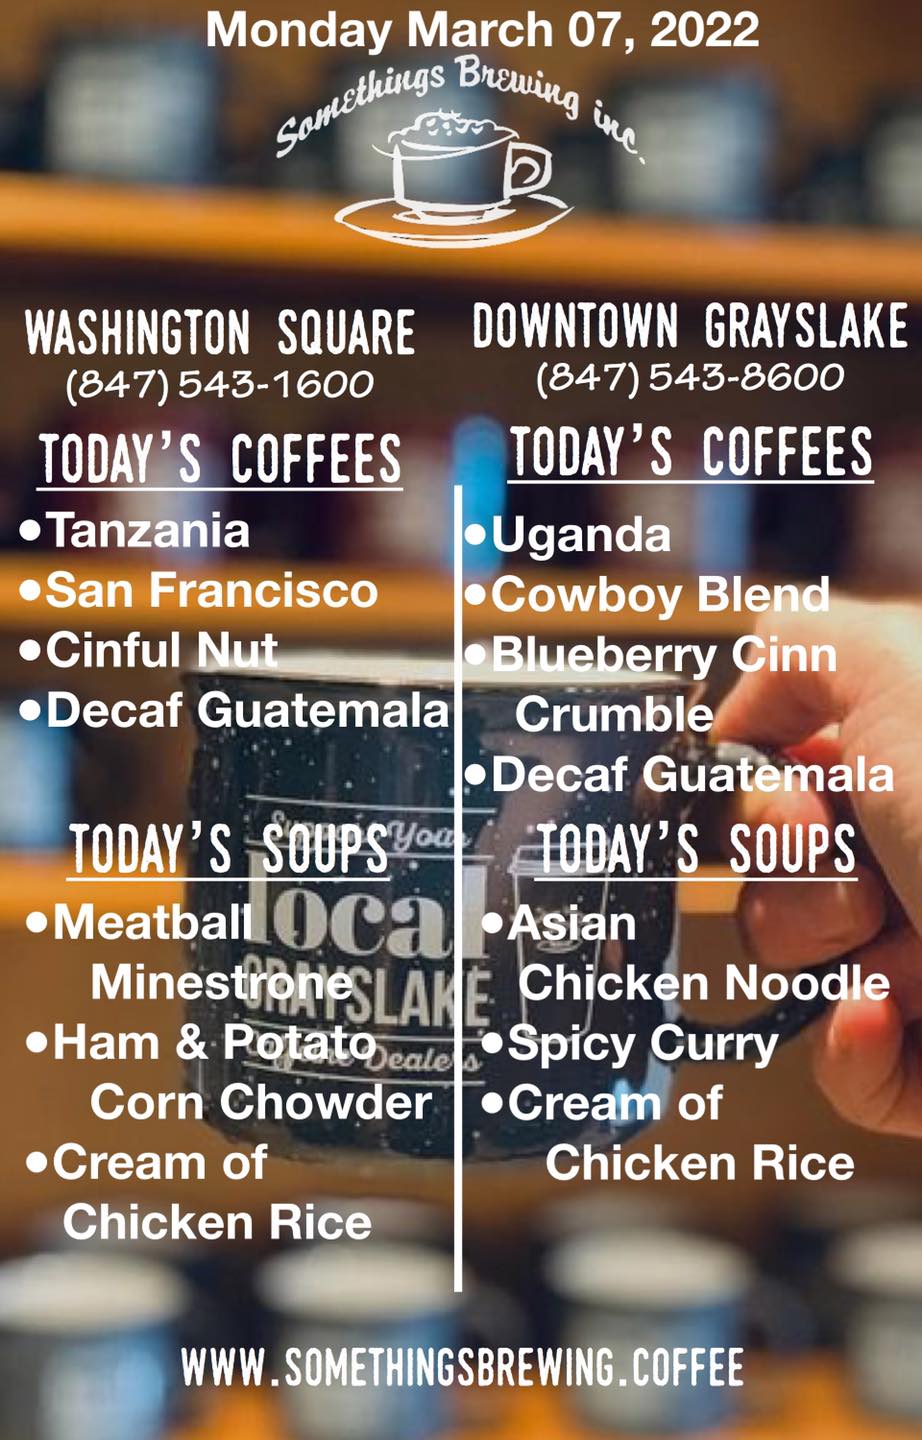 Monday March 07, 2022
Somethings Brewing inc.
WASHINGTON SQUARE
(847) 543-1600
TODAY'S COFFEES
•Tanzania
•San Francisco
•Cinful Nut
•Decaf Guatemala
TODAY'S SOUPS
•Meatball
Minestrone
•Ham & Potato
Corn Chowder
•Cream of
Chicken Rice
DOWNTOWN GRAYSLAKE
(847) 543-8600
TODAY'S COFFEES
•Uganda
•Cowboy Blend
•Blueberry Cinn
Crumble
•Decaf Guatemala
TODAY'S SOUPS
•Asian
Chicken Noodle
•Spicy Curry
•Cream of
Chicken Rice
Support Your
local
GRAYSLAKE
Dealers
WWW.SOMETHINGSBREWING.COFFEE